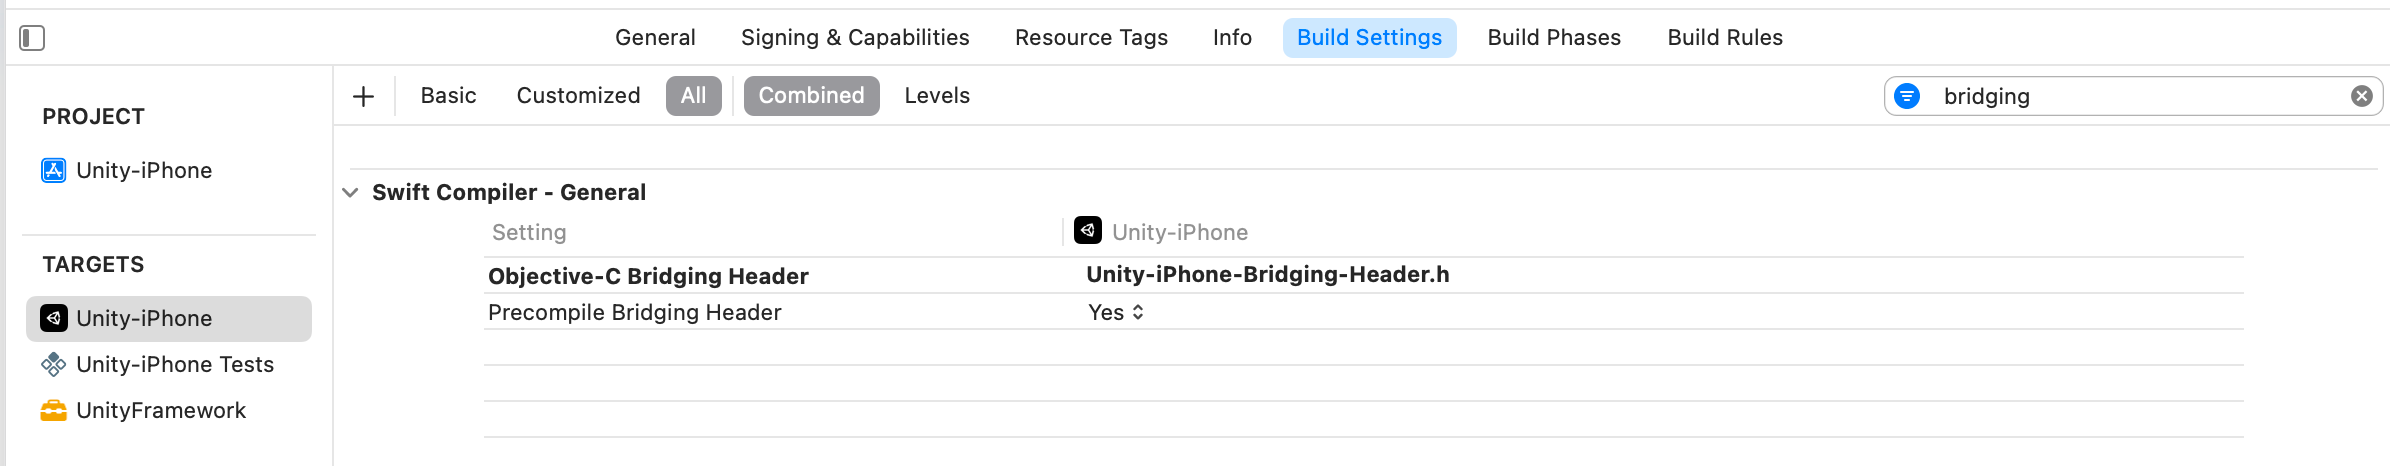 General Signing & Capabilities Resource Tags Info Build Settings Build Phases Build Rules
Basic Customized All Combined Levels bridging
PROJECT
Unity-iPhone
TARGETS
Unity-iPhone
Unity-iPhone Tests
UnityFramework
Swift Compiler - General
Setting Unity-iPhone
Objective-C Bridging Header Unity-iPhone-Bridging-Header.h
Precompile Bridging Header Yes